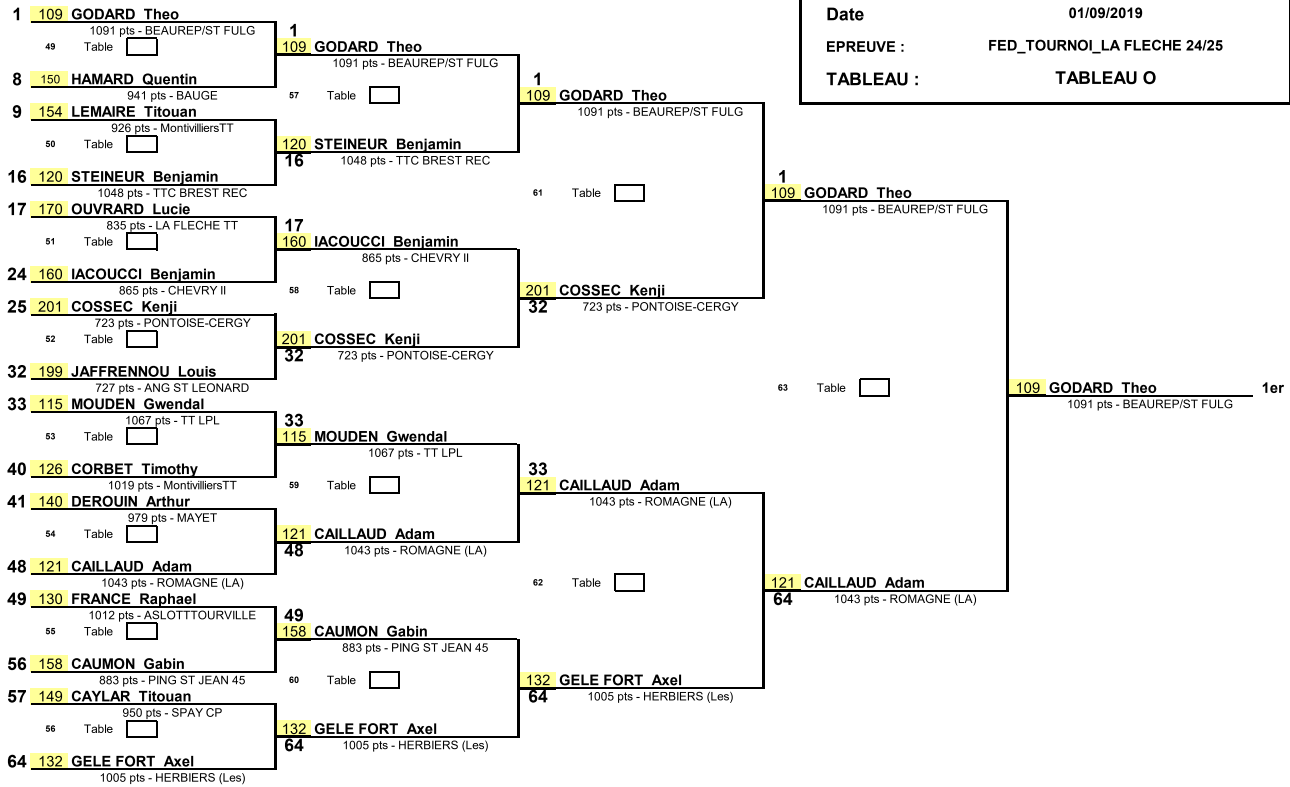 Date 01/09/2019
EPREUVE : FED_TOURNOI_LA FLECHE 24/25
TABLEAU : TABLEAU O
1 109 GODARD Theo
1091 pts - BEAUREP/ST FULG
49 Table
8 150 HAMARD Quentin
941 pts - BAUGE
9 154 LEMAIRE Titouan
926 pts - MontivilliersTT
50 Table
16 120 STEINEUR Benjamin
1048 pts - TTC BREST REC
17 170 OUVRARD Lucie
835 pts - LA FLECHE TT
51 Table
24 160 IACOUCCI Benjamin
865 pts - CHEVRY II
25 201 COSSEC Kenji
723 pts - PONTOISE-CERGY
52 Table
32 199 JAFFRENNOU Louis
727 pts - ANG ST LEONARD
33 115 MOUDEN Gwendal
1067 pts - TT LPL
53 Table
40 126 CORBET Timothy
1019 pts - MontivilliersTT
41 140 DEROUIN Arthur
979 pts - MAYET
54 Table
48 121 CAILLAUD Adam
1043 pts - ROMAGNE (LA)
49 130 FRANCE Raphael
1012 pts - ASLOTTTOURVILLE
55 Table
56 158 CAUMON Gabin
883 pts - PING ST JEAN 45
57 149 CAYLAR Titouan
950 pts - SPAY CP
56 Table
64 132 GELE FORT Axel
1005 pts - HERBIERS (Les)
1
109 GODARD Theo
1091 pts - BEAUREP/ST FULG
57 Table
120 STEINEUR Benjamin
16
1048 pts - TTC BREST REC
17
160 IACOUCCI Benjamin
865 pts - CHEVRY II
58 Table
201 COSSEC Kenji
32
723 pts - PONTOISE-CERGY
33
115 MOUDEN Gwendal
1067 pts - TT LPL
59 Table
121 CAILLAUD Adam
48
1043 pts - ROMAGNE (LA)
49
158 CAUMON Gabin
883 pts - PING ST JEAN 45
60 Table
132 GELE FORT Axel
64
1005 pts - HERBIERS (Les)
1
109 GODARD Theo
1091 pts - BEAUREP/ST FULG
61 Table
201 COSSEC Kenji
32
723 pts - PONTOISE-CERGY
33
121 CAILLAUD Adam
1043 pts - ROMAGNE (LA)
62 Table
132 GELE FORT Axel
64
1005 pts - HERBIERS (Les)
1
109 GODARD Theo
1091 pts - BEAUREP/ST FULG
63 Table
121 CAILLAUD Adam
64
1043 pts - ROMAGNE (LA)
109 GODARD Theo 1er
1091 pts - BEAUREP/ST FULG